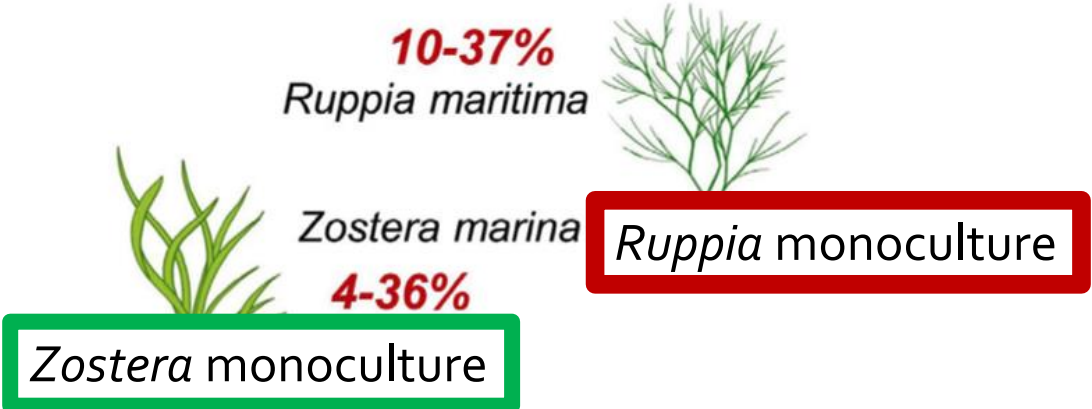 10-37%
Ruppia maritima
Zostera marina
4-36%
Ruppia monoculture
Zostera monoculture